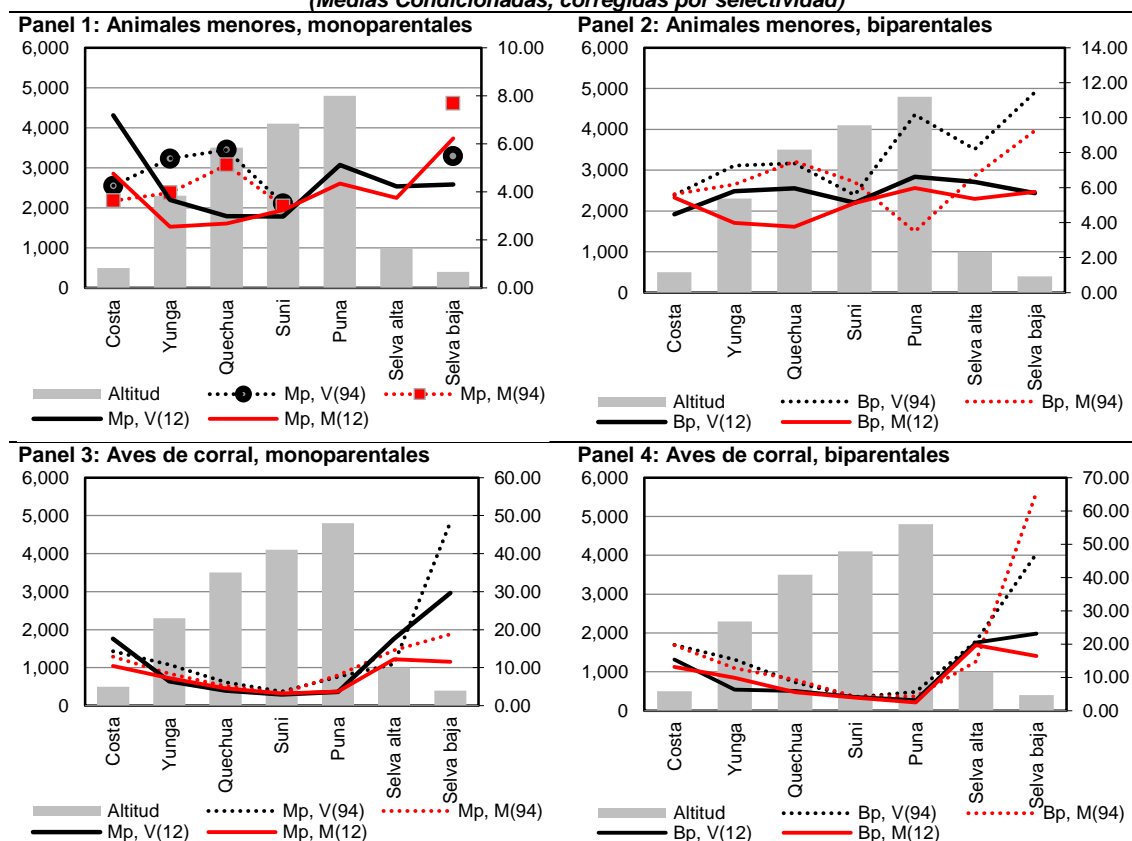 (Medias Condicionadas, corregidas por selectividad)
Panel 1: Animales menores, monoparentales
6,000
5,000
4,000
3,000
2,000
1,000
0
10.00
8.00
6.00
4.00
2.00
0.00
Costa
Yunga
Quechua
Suni
Puna
Selva alta
Selva baja
Altitud
Mp, V(94)
Mp, M(94)
Mp, V(12)
Mp, M(12)
Panel 2: Animales menores, biparentales
6,000
5,000
4,000
3,000
2,000
1,000
0
14.00
12.00
10.00
8.00
6.00
4.00
2.00
0.00
Costa
Yunga
Quechua
Suni
Puna
Selva alta
Selva baja
Altitud
Bp, V(94)
Bp, M(94)
Bp, V(12)
Bp, M(12)
Panel 3: Aves de corral, monoparentales
6,000
5,000
4,000
3,000
2,000
1,000
0
60.00
50.00
40.00
30.00
20.00
10.00
0.00
Costa
Yunga
Quechua
Suni
Puna
Selva alta
Selva baja
Altitud
Mp, V(94)
Mp, M(94)
Mp, V(12)
Mp, M(12)
Panel 4: Aves de corral, biparentales
6,000
5,000
4,000
3,000
2,000
1,000
0
70.00
60.00
50.00
40.00
30.00
20.00
10.00
0.00
Costa
Yunga
Quechua
Suni
Puna
Selva alta
Selva baja
Altitud
Bp, V(94)
Bp, M(94)
Bp, V(12)
Bp, M(12)